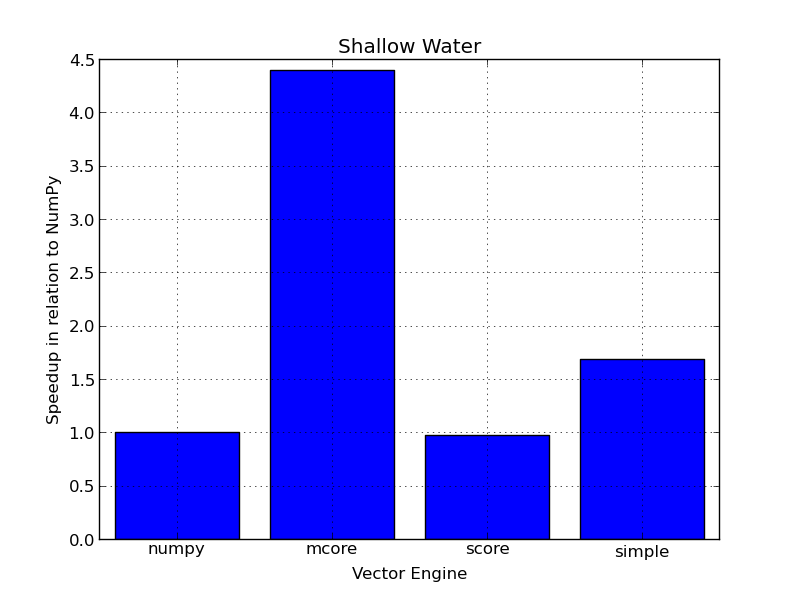 Shallow Water
4.5
4.0
3.5
3.0
2.5
2.0
1.5
1.0
0.5
0.0
Speedup in relation to NumPy
numpy mcore score simple
Vector Engine